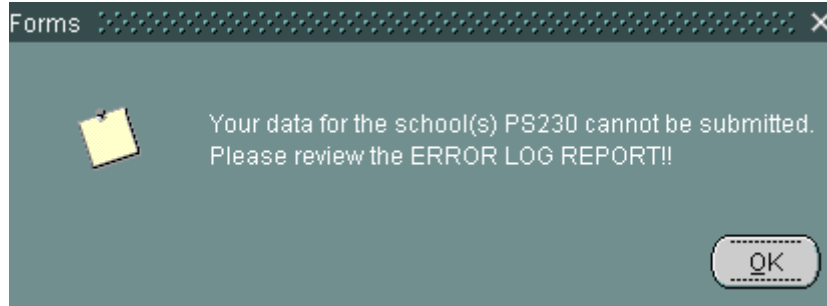 Forms
Your data for the school(s) PS230 cannot be submitted.
Please review the ERROR LOG REPORT!!
OK